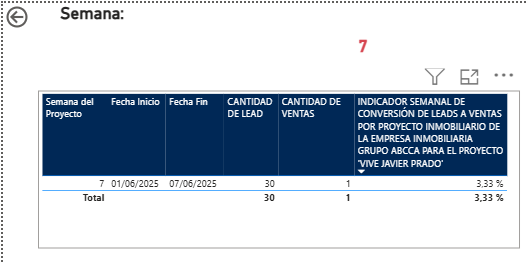 Semana:
7
Semana del Proyecto Fecha Inicio Fecha Fin CANTIDAD DE LEAD CANTIDAD DE VENTAS INDICADOR SEMANAL DE CONVERSIÓN DE LEADS A VENTAS POR PROYECTO INMOBILIARIO DE LA EMPRESA INMOBILIARIA GRUPO ABCCA PARA EL PROYECTO 'VIVE JAVIER PRADO'
7 01/06/2025 07/06/2025 30 1 3,33 %
Total 30 1 3,33 %